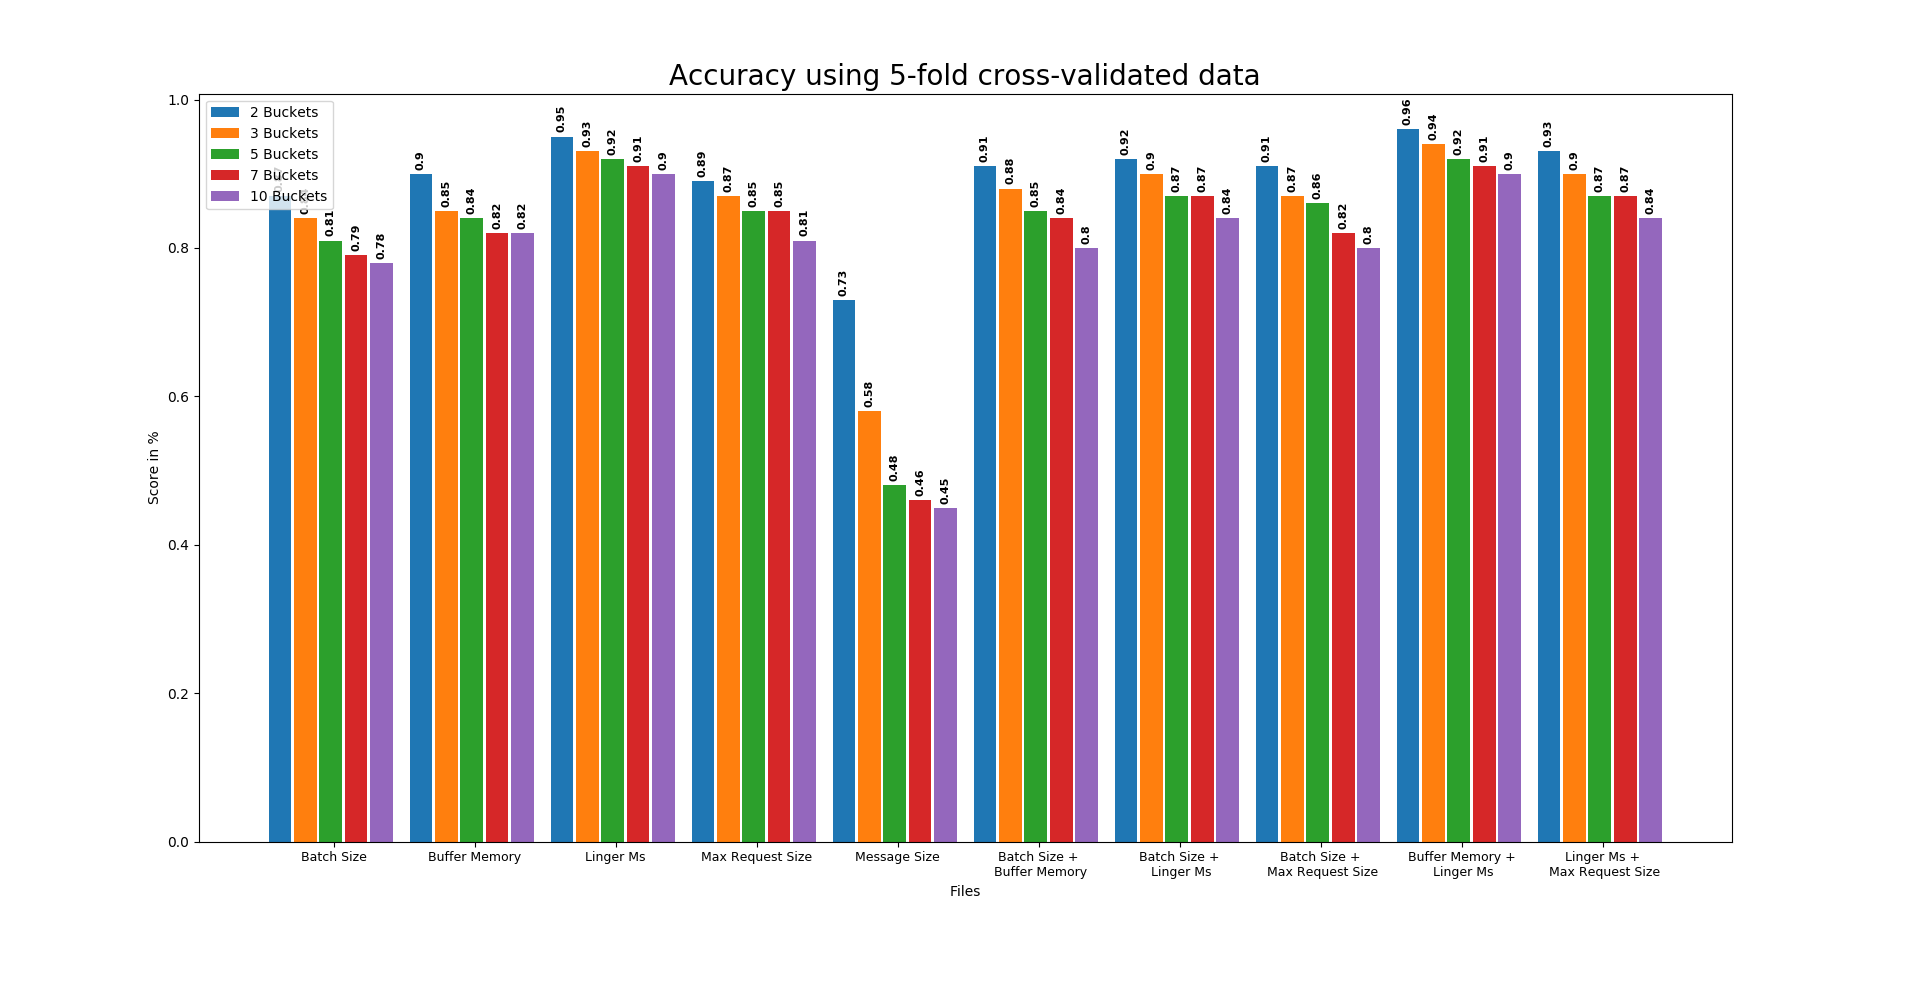 Accuracy using 5-fold cross-validated data
1.0
0.8
0.6
0.4
0.2
0.0
Score in %
2 Buckets
3 Buckets
5 Buckets
7 Buckets
10 Buckets
0.81
0.79
0.78
0.9
0.85
0.84
0.82
0.82
0.95
0.93
0.92
0.91
0.9
0.89
0.87
0.85
0.85
0.81
0.73
0.58
0.48
0.46
0.45
0.91
0.88
0.85
0.84
0.8
0.92
0.9
0.87
0.87
0.84
0.91
0.87
0.86
0.82
0.8
0.96
0.94
0.92
0.91
0.9
0.93
0.9
0.87
0.87
0.84
Batch Size
Buffer Memory
Linger Ms
Max Request Size
Message Size
Batch Size +
Buffer Memory
Batch Size +
Linger Ms
Batch Size +
Max Request Size
Buffer Memory +
Linger Ms
Linger Ms +
Max Request Size
Files